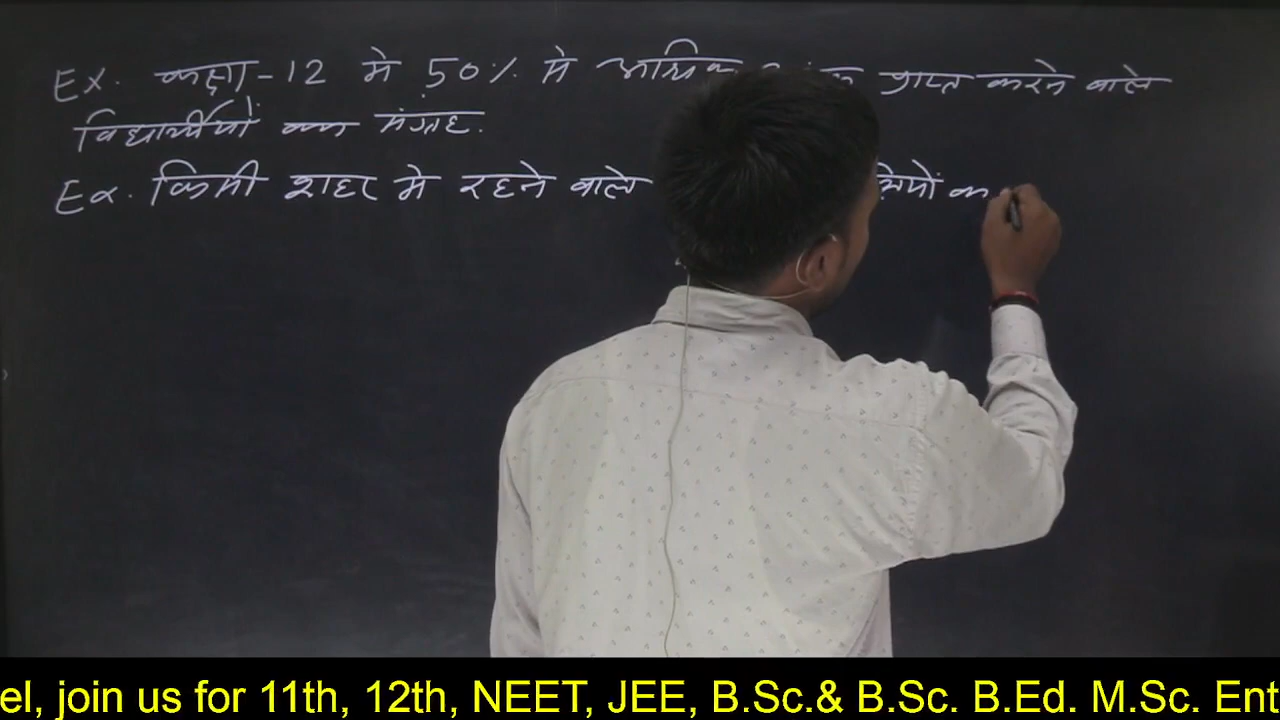 Ex. कक्षा-12 में 50% से अधिक प्राप्त करने वाले
विद्यार्थीयों का संग्रह.
Ex. किसी शहर में रहने वाले
el, join us for 11th, 12th, NEET, JEE, B.Sc.& B.Sc. B.Ed. M.Sc. Ent